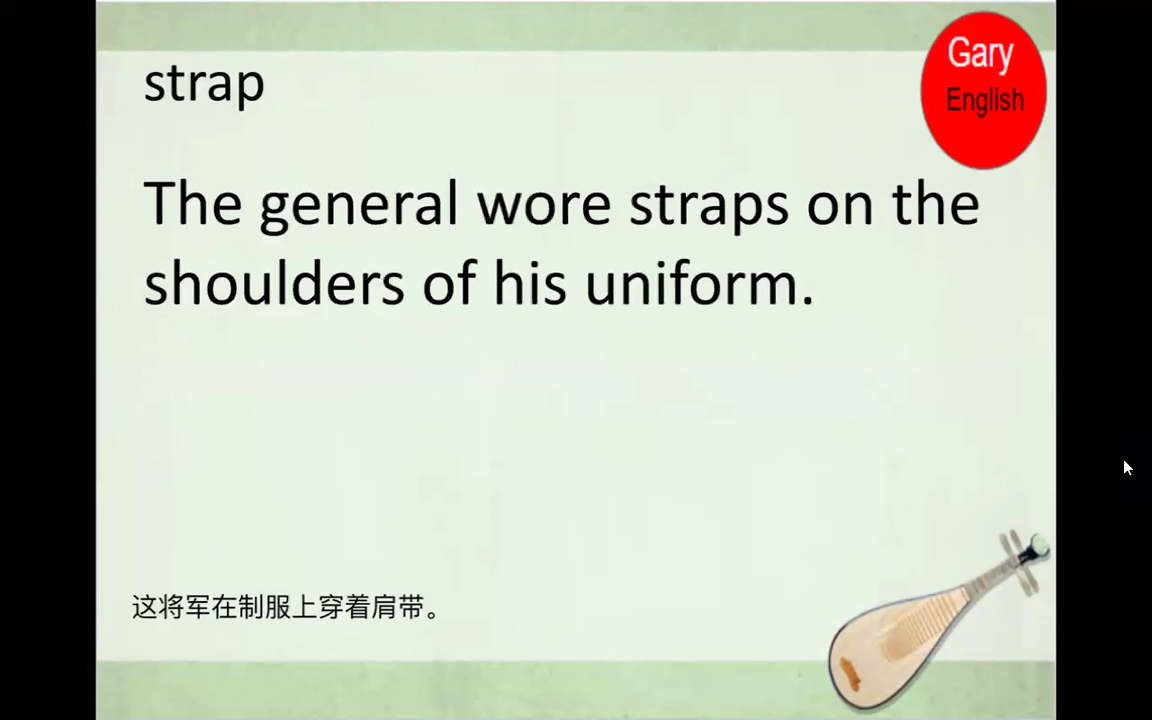 Gary
English
strap
The general wore straps on the
shoulders of his uniform.
这将军在制服上穿着肩带。